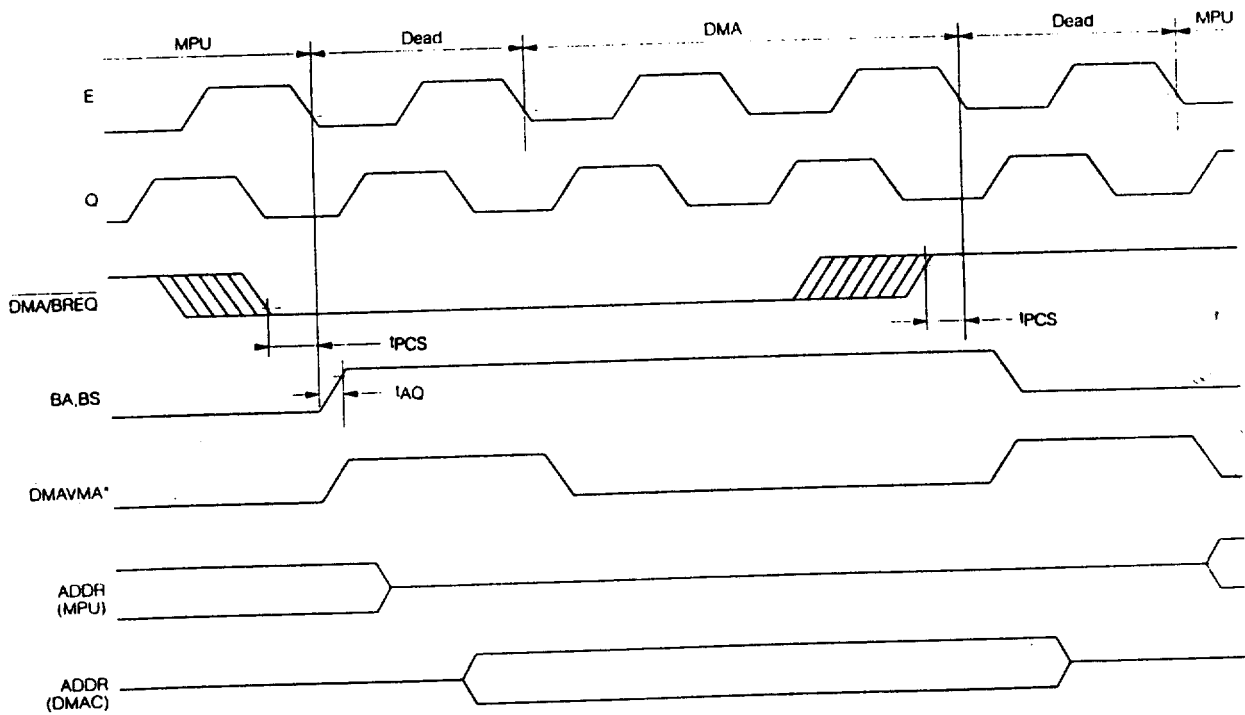 MPU Dead DMA Dead MPU
E
Q
DMA/BREQ
tPCS tPCS
BA,BS
tAQ
DMAVMA*
ADDR
(MPU)
ADDR
(DMAC)